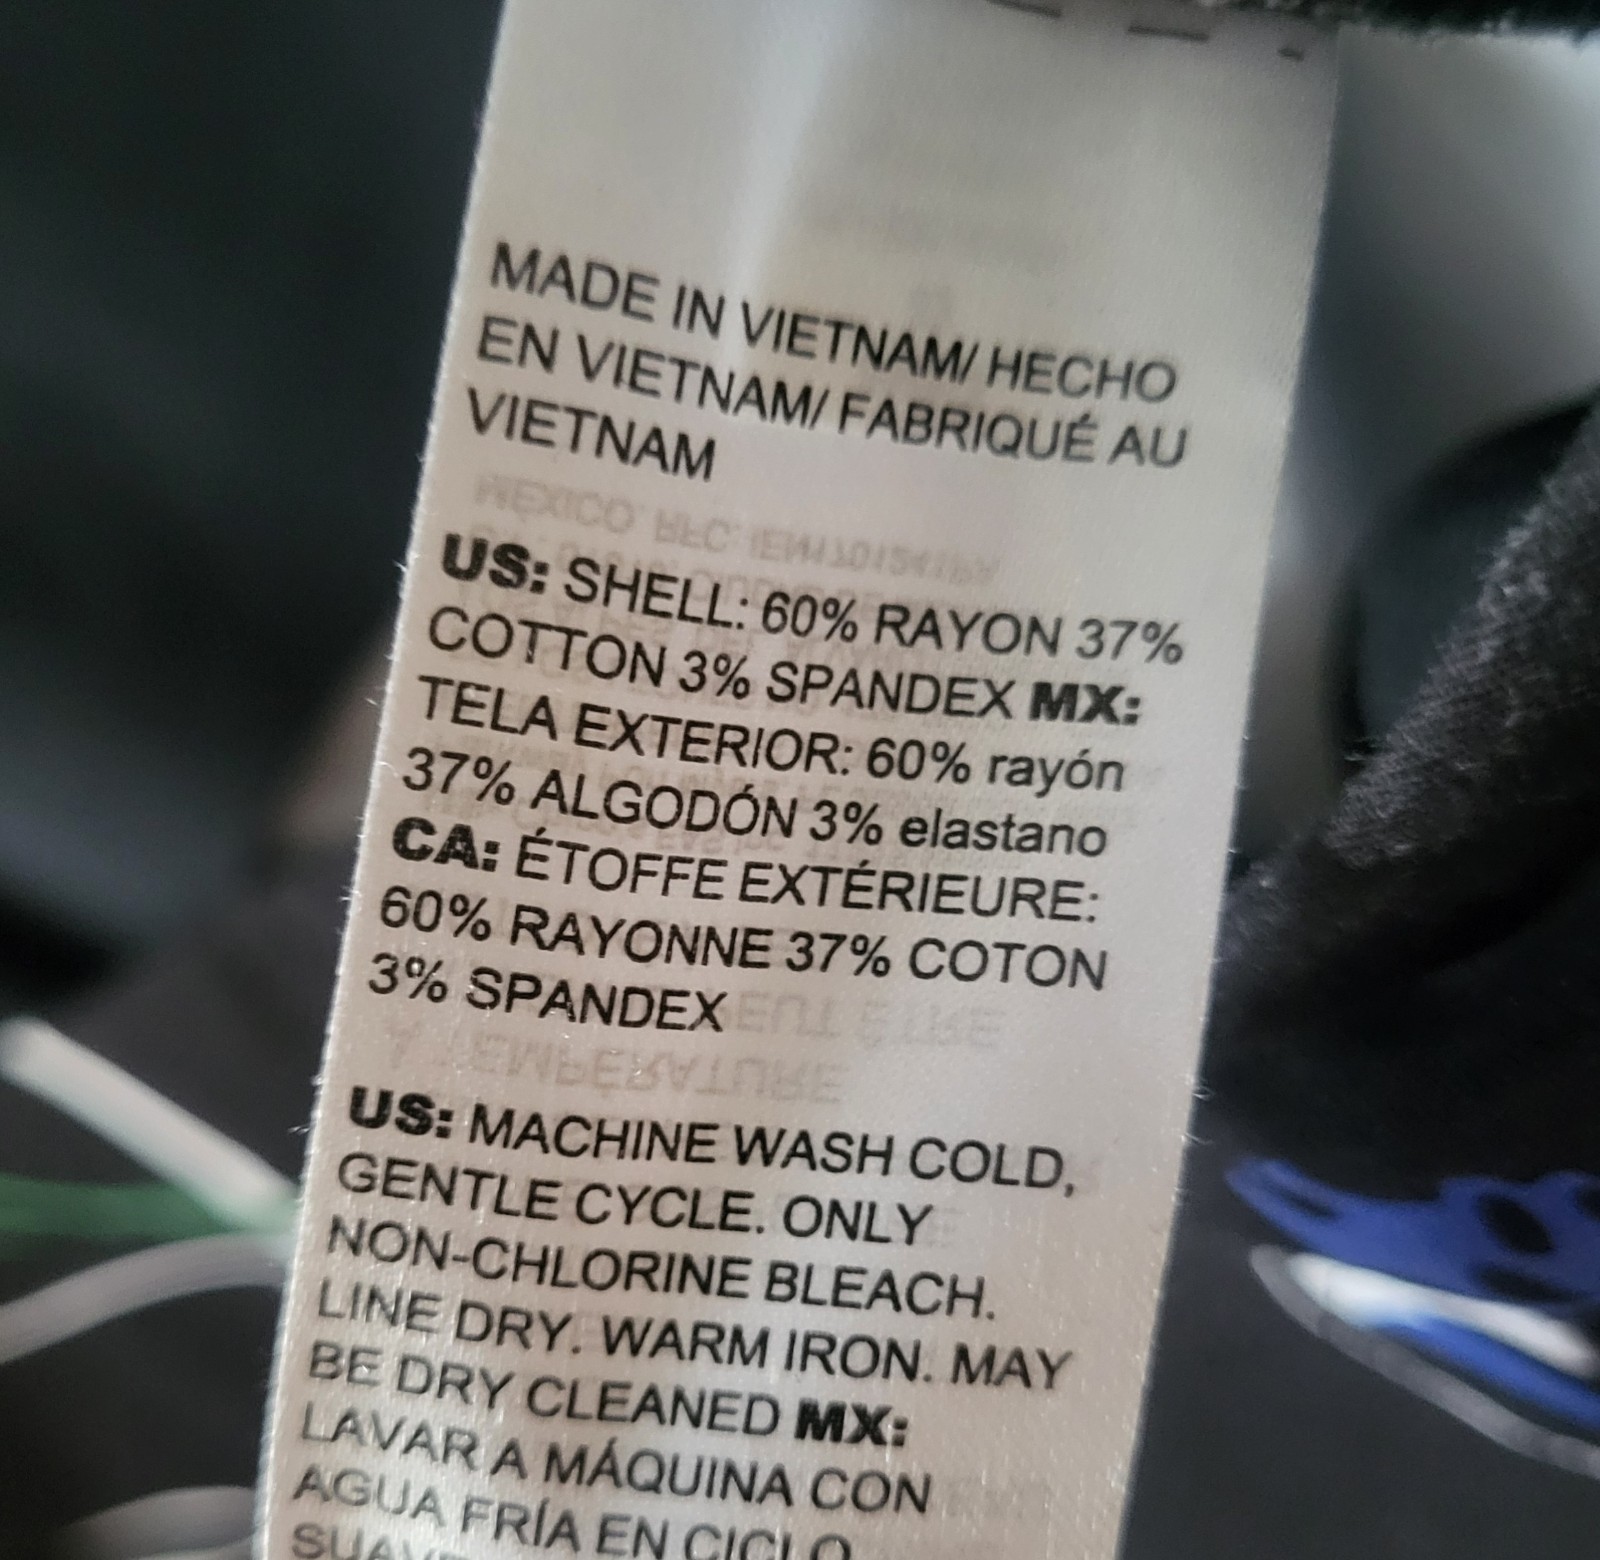 MADE IN VIETNAM/ HECHO
EN VIETNAM/ FABRIQUÉ AU
VIETNAM
US: SHELL: 60% RAYON 37%
COTTON 3% SPANDEX MX:
TELA EXTERIOR: 60% rayón
37% ALGODÓN 3% elastano
CA: ÉTOFFE EXTÉRIEURE:
60% RAYONNE 37% COTON
3% SPANDEX
US: MACHINE WASH COLD,
GENTLE CYCLE. ONLY
NON-CHLORINE BLEACH.
LINE DRY. WARM IRON. MAY
BE DRY CLEANED MX:
LAVAR A MÁQUINA CON
AGUA FRÍA EN CICLO